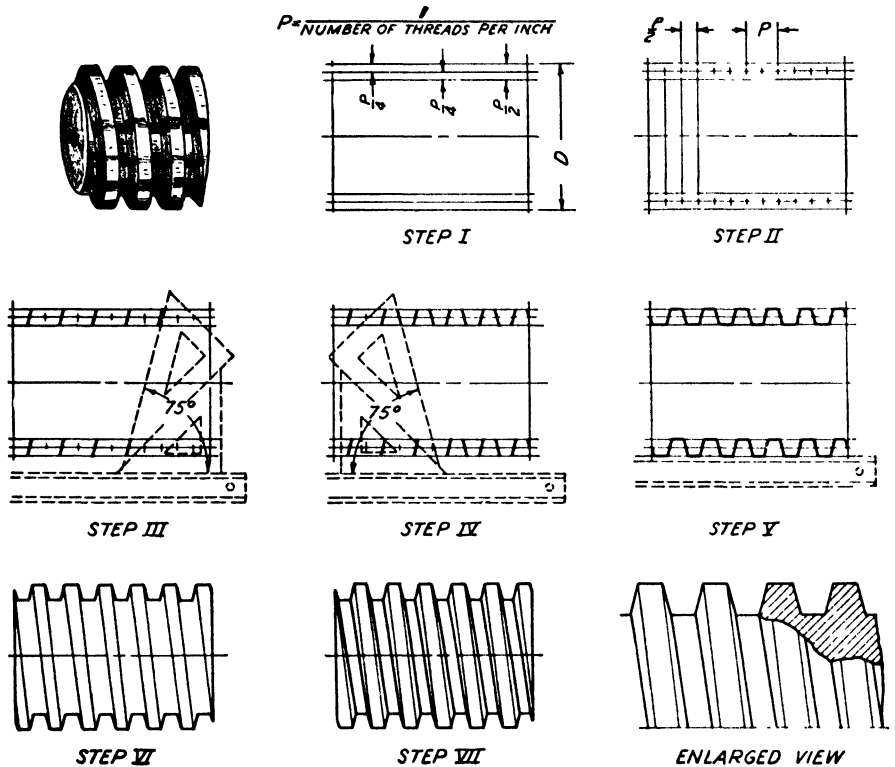 P= 1 / NUMBER OF THREADS PER INCH
P/4
P/4
P/2
D
STEP I
P/2
P
STEP II
75°
STEP III
75°
STEP IV
STEP V
STEP VI
STEP VII
ENLARGED VIEW